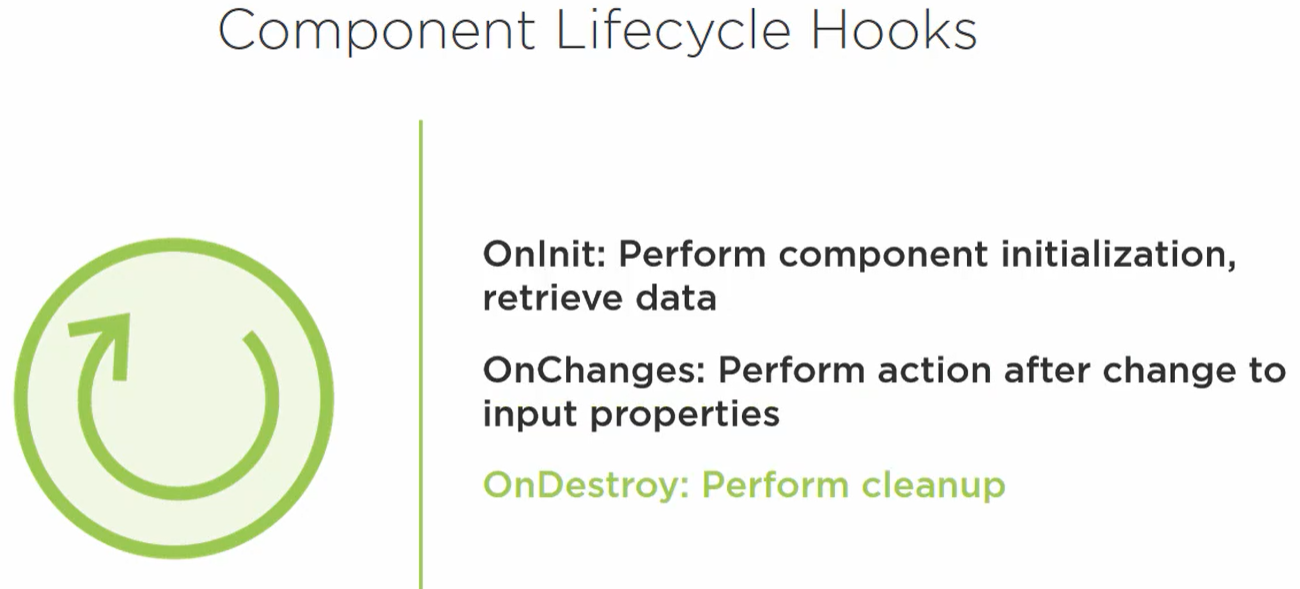 Component Lifecycle Hooks
OnInit: Perform component initialization,
retrieve data
OnChanges: Perform action after change to
input properties
OnDestroy: Perform cleanup